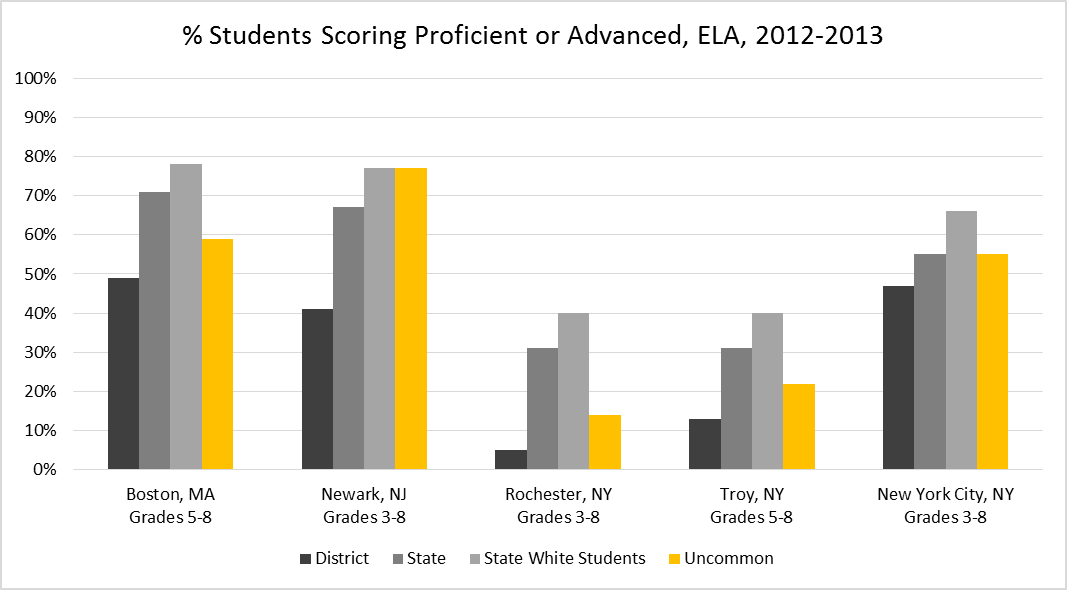 % Students Scoring Proficient or Advanced, ELA, 2012-2013
100%
90%
80%
70%
60%
50%
40%
30%
20%
10%
0%
Boston, MA
Grades 5-8
Newark, NJ
Grades 3-8
Rochester, NY
Grades 3-8
Troy, NY
Grades 5-8
New York City, NY
Grades 3-8
District
State
State White Students
Uncommon